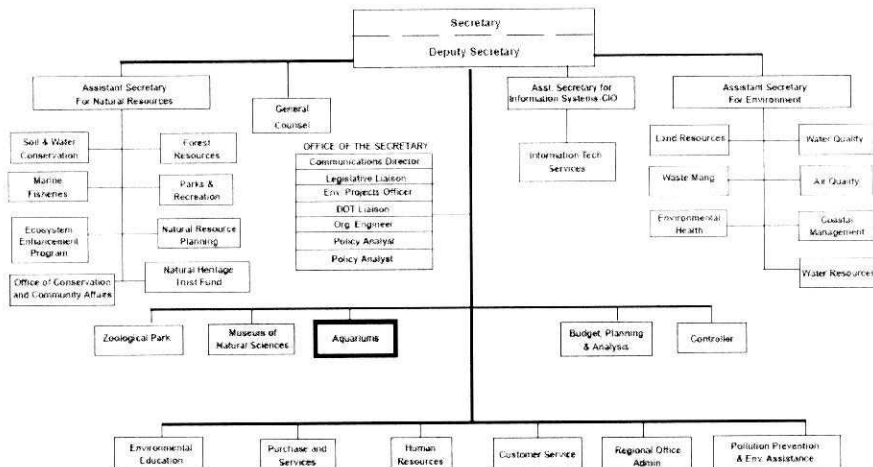 Secretary
Deputy Secretary
Assistant Secretary
For Natural Resources
General
Counsel
Asst. Secretary for
Information Systems-CIO
Assistant Secretary
For Environment
Soil & Water
Conservation
Forest
Resources
Marine
Fisheries
Parks &
Recreation
Ecosystem
Enhancement
Program
Natural Resource
Planning
Office of Conservation
and Community Affairs
Natural Heritage
Trust Fund
OFFICE OF THE SECRETARY
Communications Director
Legislative Liaison
Env. Projects Officer
DOT Liaison
Org. Engineer
Policy Analyst
Policy Analyst
Information Tech
Services
Land Resources
Water Quality
Waste Mang
Air Quality
Environmental
Health
Coastal
Management
Water Resources
Zoological Park
Museum of
Natural Sciences
Aquariums
Budget, Planning
& Analysis
Controller
Environmental
Education
Purchase and
Services
Human
Resources
Customer Service
Regional Office
Admin
Pollution Prevention
& Env. Assistance